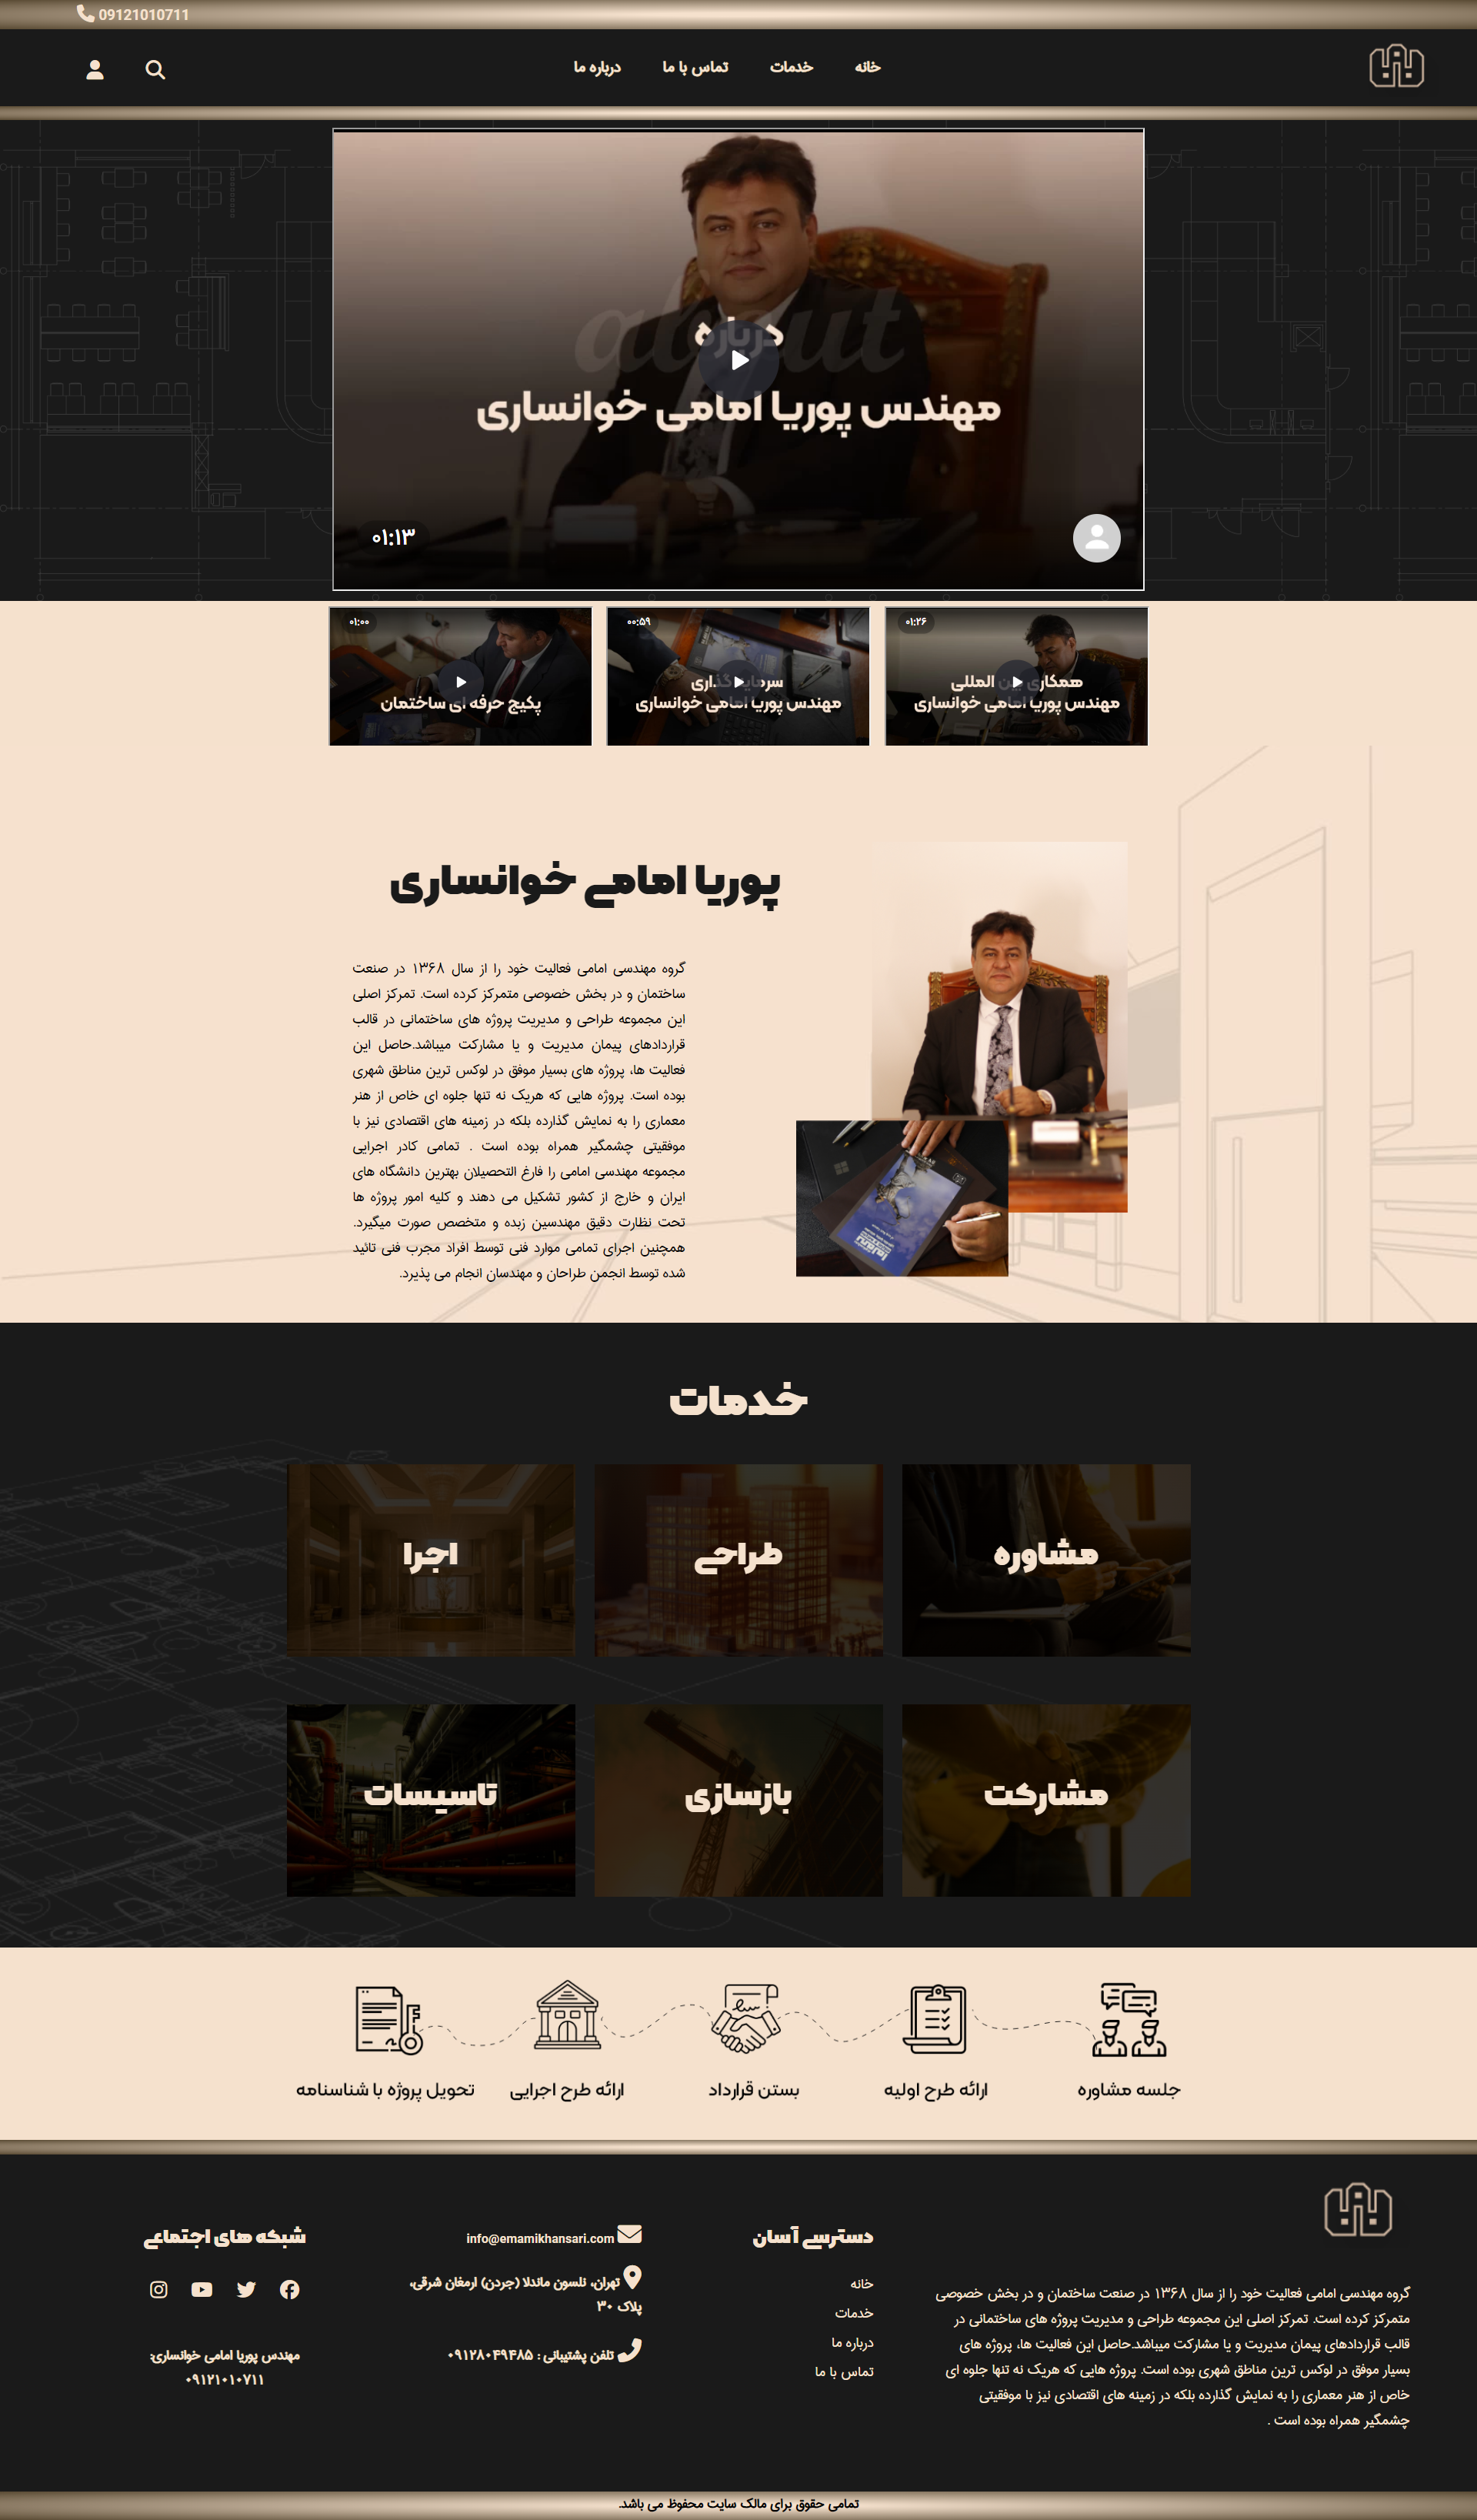 09121010711
خانه
خدمات
تماس با ما
درباره ما
about
درباره
مهندس پوریا امامی خوانساری
۰۱:۱۳
۰۱:۲۶
همکاری بین المللی
مهندس پوریا امامی خوانساری
۰۰:۵۹
سرمایه گذاری
مهندس پوریا امامی خوانساری
۰۱:۰۰
پکیج حرفه ای ساختمان
پوریا امامی خوانساری
گروه مهندسی امامی فعالیت خود را از سال ۱۳۶۸ در صنعت
ساختمان و در بخش خصوصی متمرکز کرده است. تمرکز اصلی
این مجموعه طراحی و مدیریت پروژه های ساختمانی در قالب
قراردادهای پیمان مدیریت و یا مشارکت میباشد.حاصل این
فعالیت ها، پروژه های بسیار موفق در لوکس ترین مناطق شهری
بوده است. پروژه هایی که هریک نه تنها جلوه ای خاص از هنر
معماری را به نمایش گذارده بلکه در زمینه های اقتصادی نیز با
موفقیتی چشمگیر همراه بوده است . تمامی کادر اجرایی
مجموعه مهندسی امامی را فارغ التحصیلان بهترین دانشگاه های
ایران و خارج از کشور تشکیل می دهند و کلیه امور پروژه ها
تحت نظارت دقیق مهندسین زبده و متخصص صورت میگیرد.
همچنین اجرای تمامی موارد فنی توسط افراد مجرب فنی تائید
شده توسط انجمن طراحان و مهندسان انجام می پذیرد.
خدمات
مشاوره
طراحی
اجرا
مشارکت
بازسازی
تاسیسات
جلسه مشاوره
ارائه طرح اولیه
بستن قرارداد
ارائه طرح اجرایی
تحویل پروژه با شناسنامه
گروه مهندسی امامی فعالیت خود را از سال ۱۳۶۸ در صنعت ساختمان و در بخش خصوصی
متمرکز کرده است. تمرکز اصلی این مجموعه طراحی و مدیریت پروژه های ساختمانی در
قالب قراردادهای پیمان مدیریت و یا مشارکت میباشد.حاصل این فعالیت ها، پروژه های
بسیار موفق در لوکس ترین مناطق شهری بوده است. پروژه هایی که هریک نه تنها جلوه ای
خاص از هنر معماری را به نمایش گذارده بلکه در زمینه های اقتصادی نیز با موفقیتی
چشمگیر همراه بوده است .
دسترسی آسان
خانه
خدمات
درباره ما
تماس با ما
info@emamikhansari.com
تهران، نلسون ماندلا (جردن) ارمغان شرقی،
پلاک ۳۰
تلفن پشتیبانی : ۰۹۱۲۸۰۴۹۴۸۵
شبکه های اجتماعی
مهندس پوریا امامی خوانساری:
۰۹۱۲۱۰۱۰۷۱۱
تمامی حقوق برای مالک سایت محفوظ می باشد.